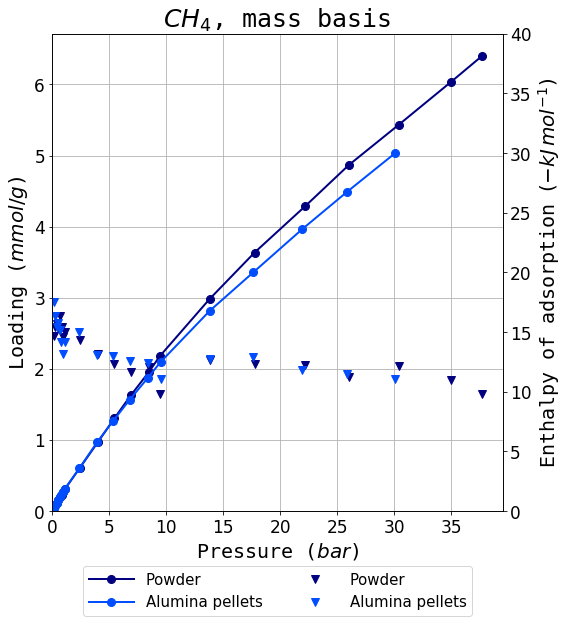 CH₄, mass basis
Loading (mmol/g)
6
5
4
3
2
1
0
40
35
30
25
20
15
10
5
0
Enthalpy of adsorption (−kJ mol⁻¹)
0 5 10 15 20 25 30 35
Pressure (bar)
Powder Powder
Alumina pellets Alumina pellets